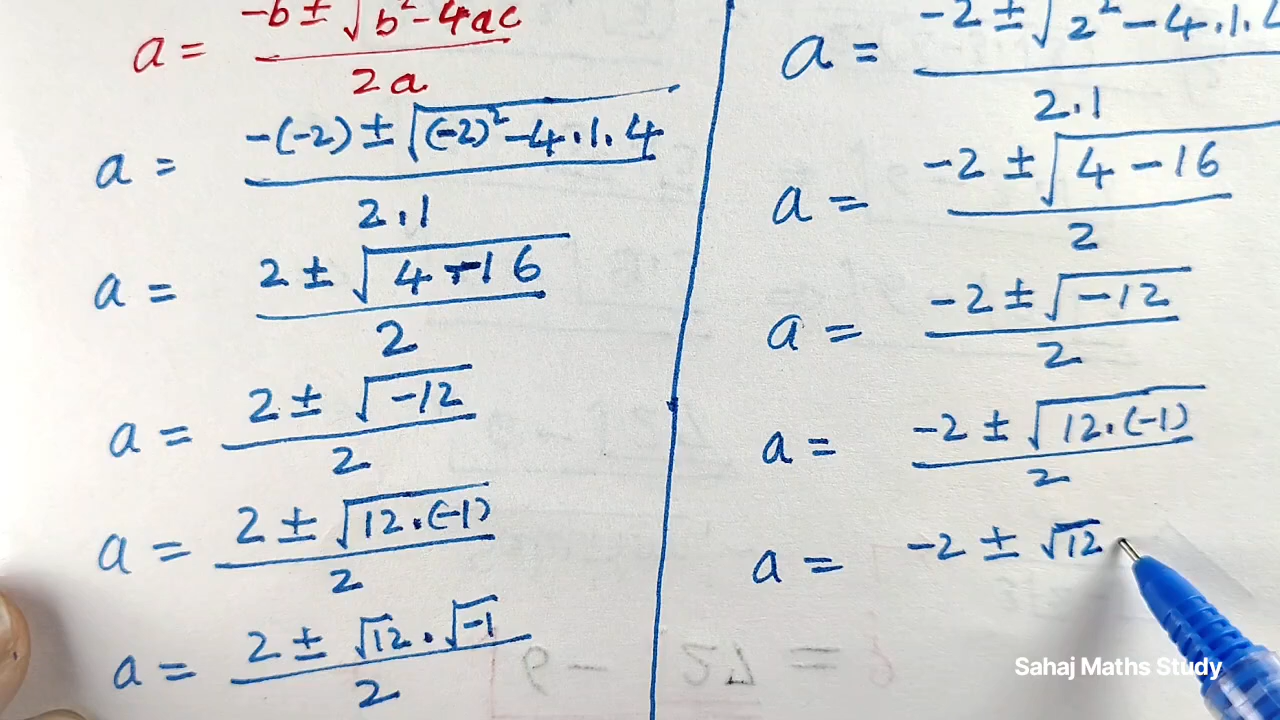 a = (-b ± √(b² - 4ac)) / 2a
a = (-(-2) ± √((-2)² - 4.1.4)) / 2.1
a = (2 ± √(4 - 16)) / 2
a = (2 ± √(-12)) / 2
a = (2 ± √(12.(-1))) / 2
a = (2 ± √12 . √-1) / 2
a = (-2 ± √(2² - 4.1.4)) / 2.1
a = (-2 ± √(4 - 16)) / 2
a = (-2 ± √(-12)) / 2
a = (-2 ± √(12.(-1))) / 2
a = -2 ± √12
Sahaj Maths Study